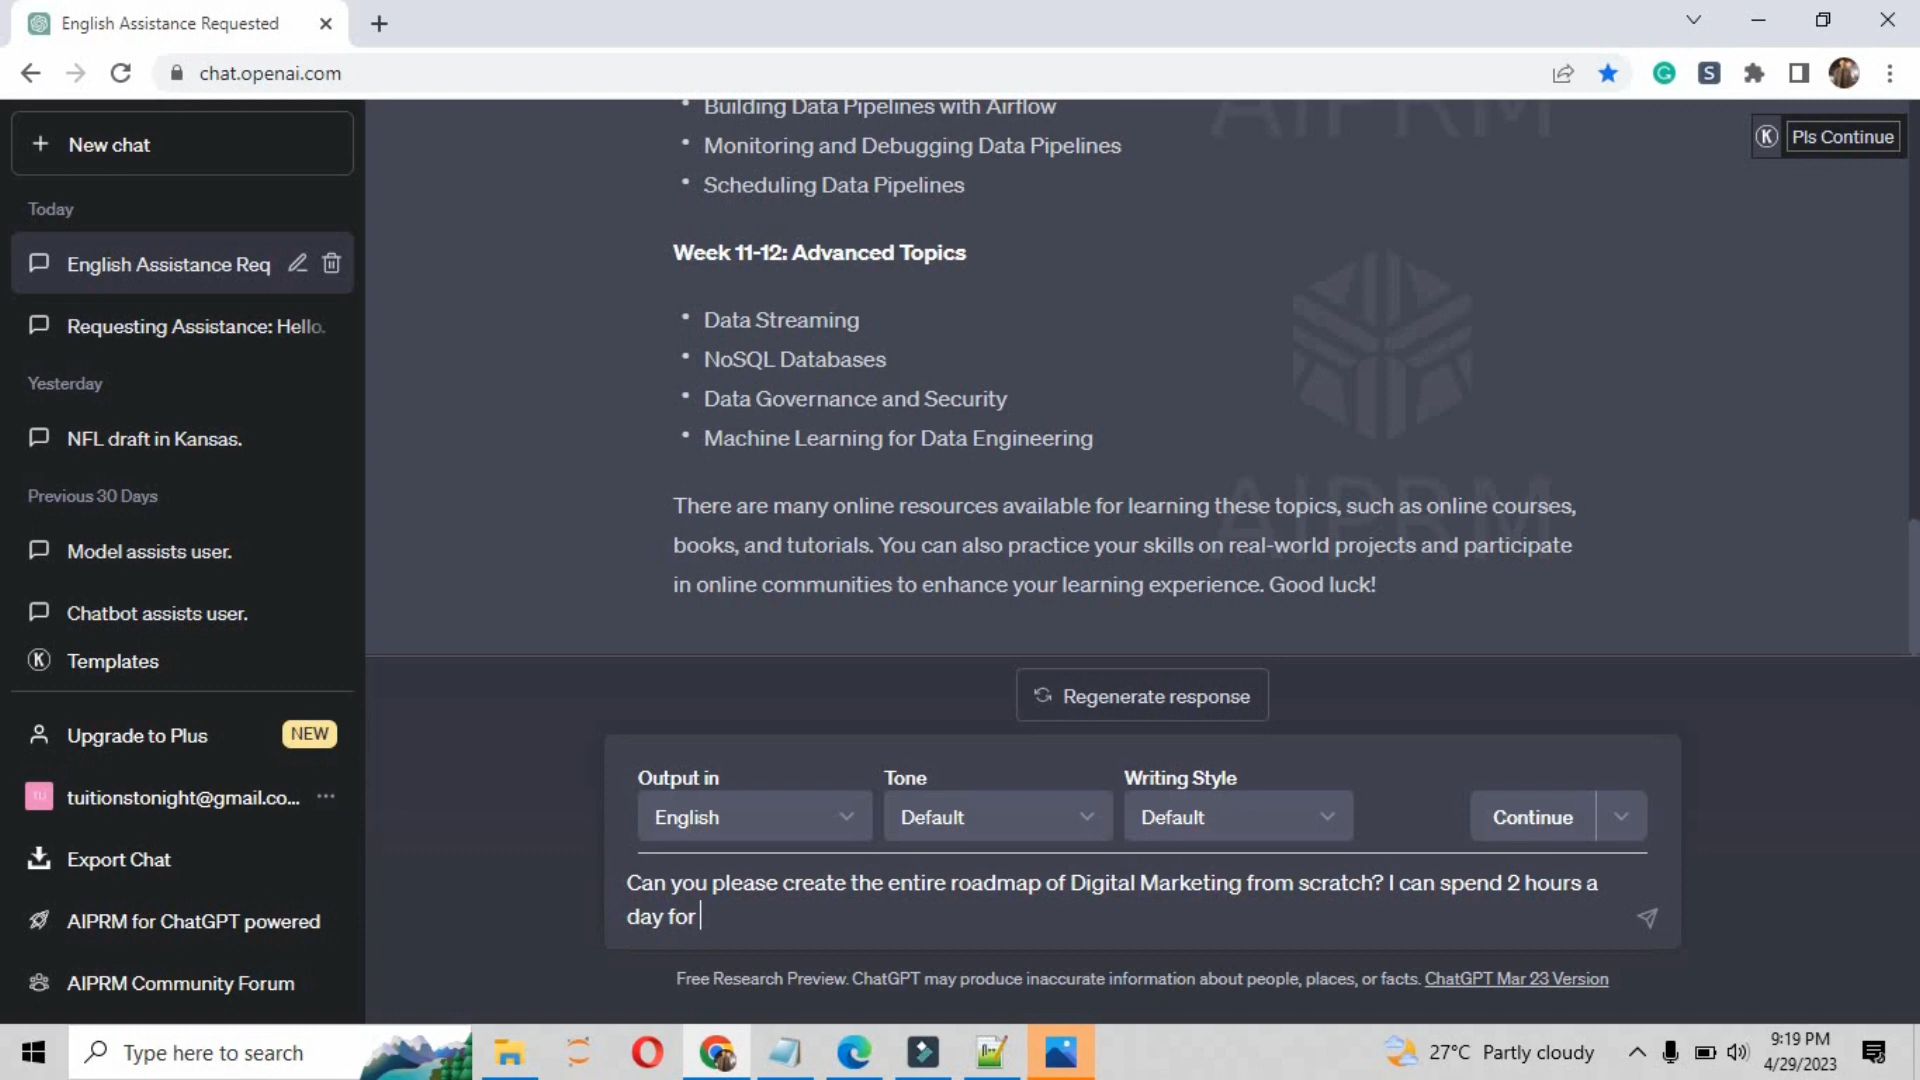 English Assistance Requested
chat.openai.com
New chat
Today
English Assistance Req
Requesting Assistance: Hello.
Yesterday
NFL draft in Kansas.
Previous 30 Days
Model assists user.
Chatbot assists user.
Templates
Upgrade to Plus NEW
TU tuitionstonight@gmail.co...
Export Chat
AIPRM for ChatGPT powered
AIPRM Community Forum
AIPRM
K Pls Continue
• Building Data Pipelines with Airflow
• Monitoring and Debugging Data Pipelines
• Scheduling Data Pipelines
Week 11-12: Advanced Topics
• Data Streaming
• NoSQL Databases
• Data Governance and Security
• Machine Learning for Data Engineering
AIPRM
There are many online resources available for learning these topics, such as online courses,
books, and tutorials. You can also practice your skills on real-world projects and participate
in online communities to enhance your learning experience. Good luck!
Regenerate response
Output in Tone Writing Style
English Default Default Continue
Can you please create the entire roadmap of Digital Marketing from scratch? I can spend 2 hours a
day for
Free Research Preview. ChatGPT may produce inaccurate information about people, places, or facts. ChatGPT Mar 23 Version
Type here to search
27°C Partly cloudy
9:19 PM
4/29/2023